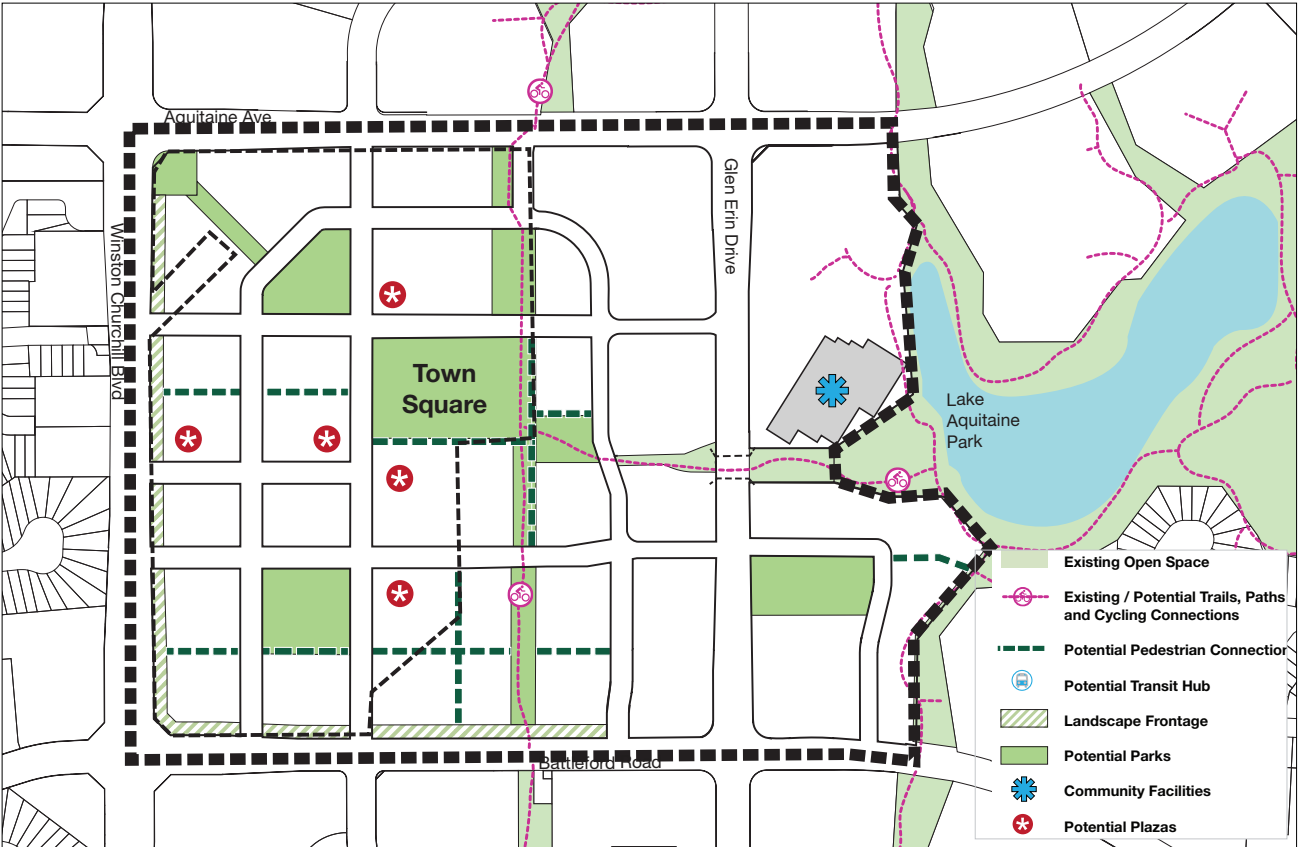 Aquitaine Ave
Glen Erin Drive
Winston Churchill Blvd
Town
Square
Lake
Aquitaine
Park
Battleford Road
Existing Open Space
Existing / Potential Trails, Paths
and Cycling Connections
Potential Pedestrian Connection
Potential Transit Hub
Landscape Frontage
Potential Parks
Community Facilities
Potential Plazas